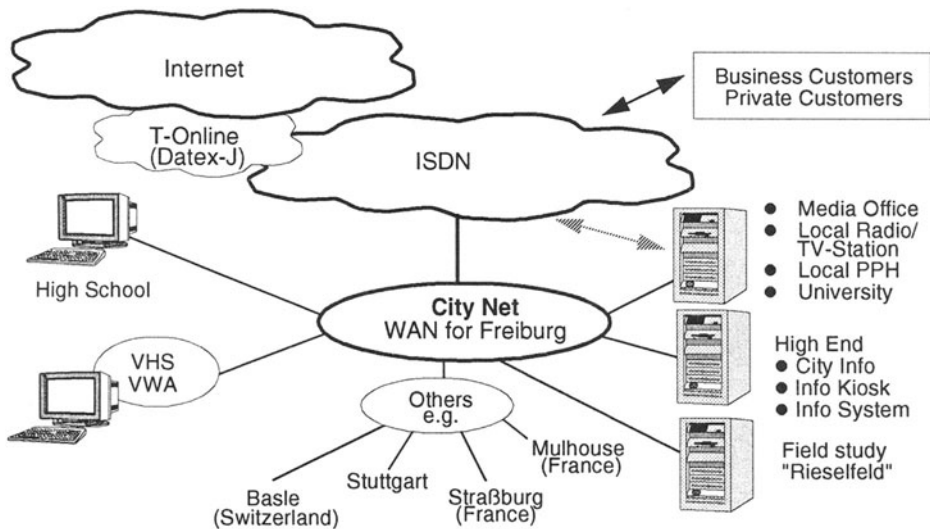 Internet
Business Customers
Private Customers
T-Online
(Datex-J)
ISDN
High School
● Media Office
● Local Radio/
TV-Station
● Local PPH
● University
City Net
WAN for Freiburg
VHS
VWA
High End
● City Info
● Info Kiosk
● Info System
Others
e.g.
Basle
(Switzerland)
Stuttgart
Straßburg
(France)
Mulhouse
(France)
Field study
"Rieselfeld"